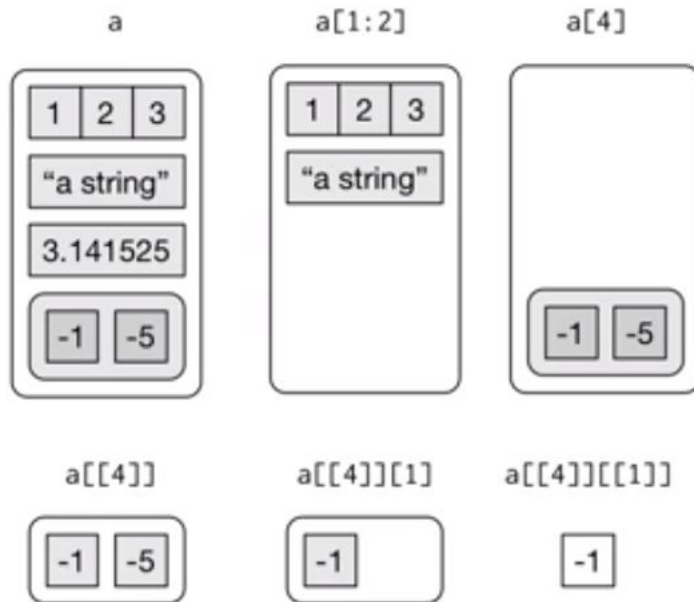 a a[1:2] a[4]
1 2 3 1 2 3
“a string” “a string”
3.141525
-1 -5 -1 -5
a[[4]] a[[4]][1] a[[4]][[1]]
-1 -5 -1 -1